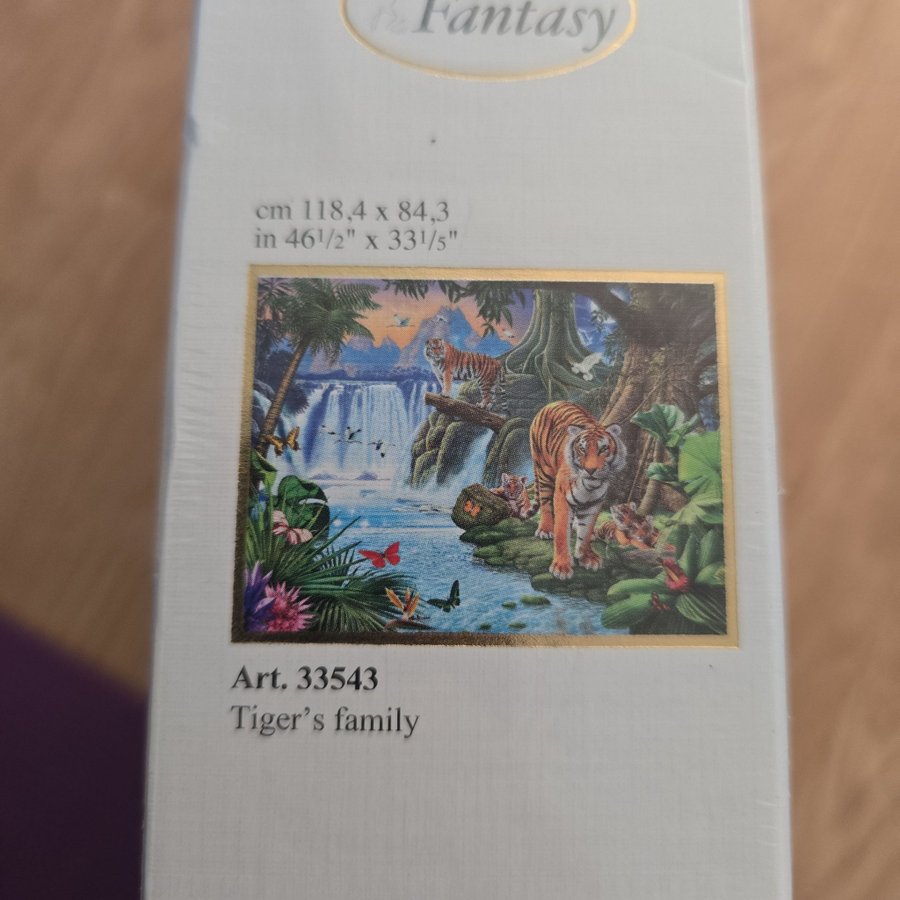 Fantasy
cm 118,4 x 84,3
in 461/2" x 331/5"
Art. 33543
Tiger's family